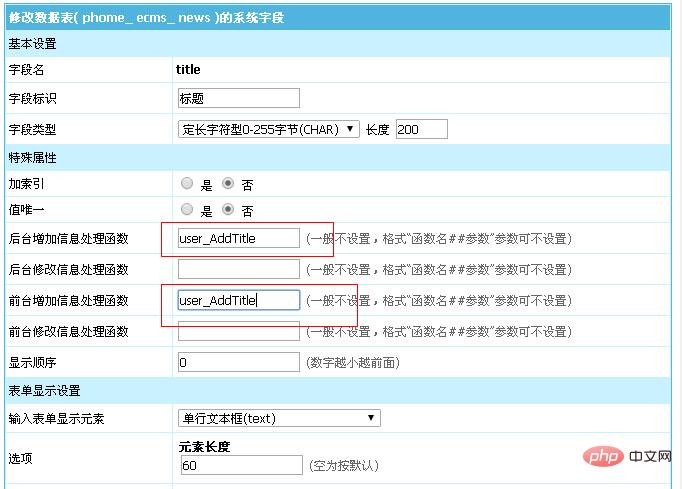 修改数据表( phome_ ecms_ news )的系统字段
基本设置
字段名 title
字段标识 标题
字段类型 定长字符型0-255字节(CHAR) 长度 200
特殊属性
加索引 是 否
值唯一 是 否
后台增加信息处理函数 user_AddTitle (一般不设置，格式“函数名##参数”参数可不设置)
后台修改信息处理函数 (一般不设置，格式“函数名##参数”参数可不设置)
前台增加信息处理函数 user_AddTitle (一般不设置，格式“函数名##参数”参数可不设置)
前台修改信息处理函数 (一般不设置，格式“函数名##参数”参数可不设置)
显示顺序 0 (数字越小越前面)
表单显示设置
输入表单显示元素 单行文本框(text)
元素长度
选项 60 (空为按默认)
php 中文网